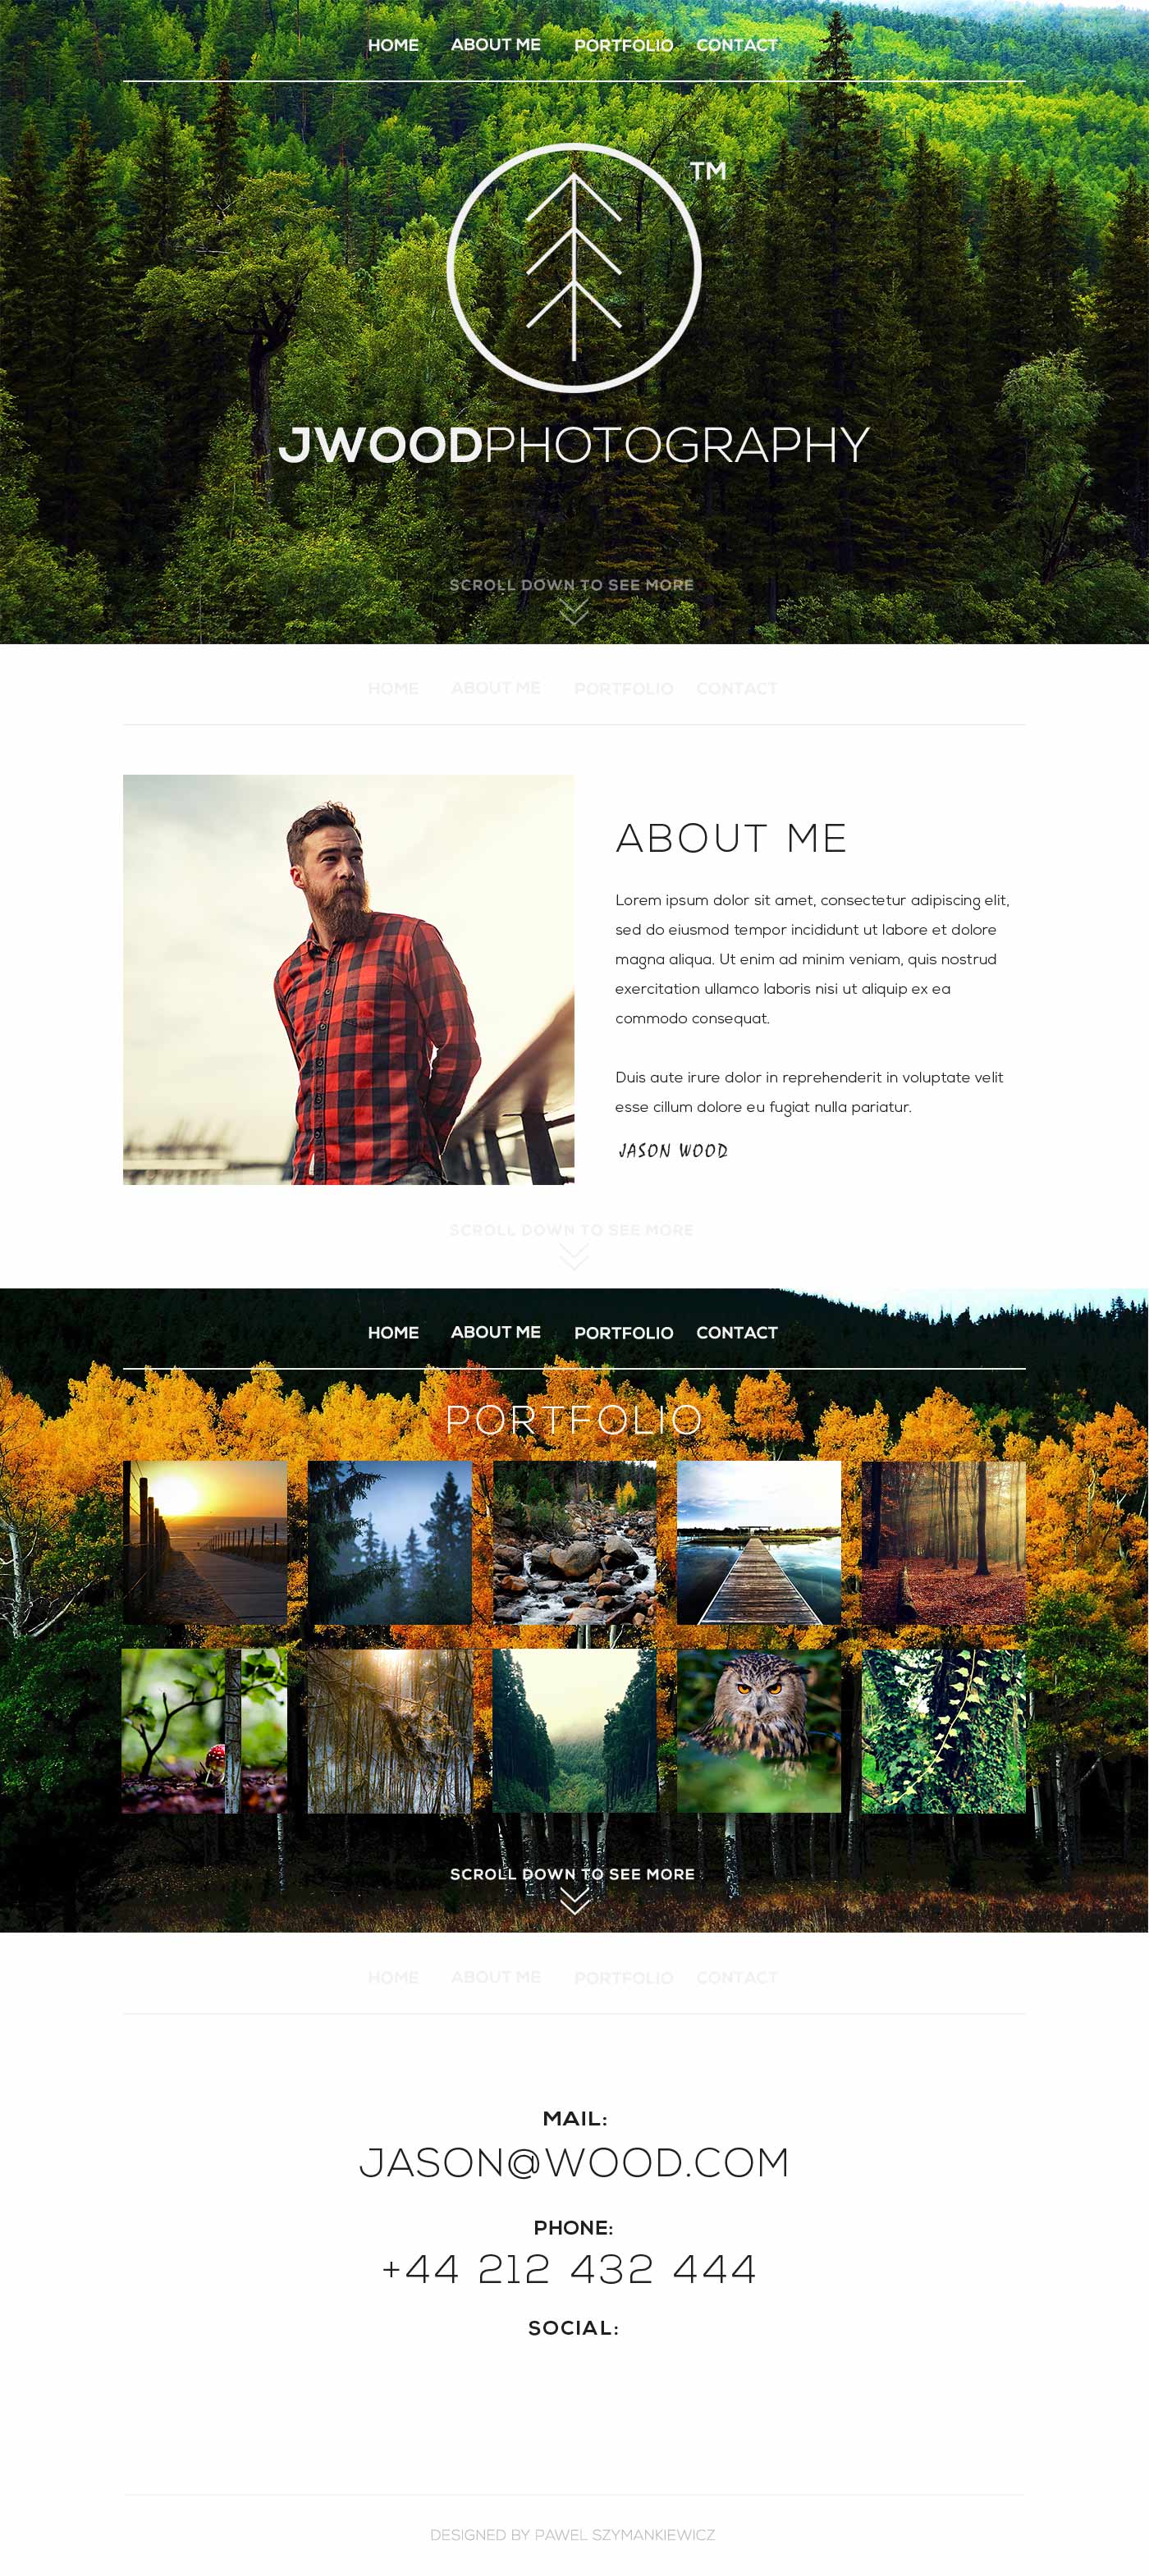 HOME ABOUT ME PORTFOLIO CONTACT
TM
JWOODPHOTOGRAPHY
SCROLL DOWN TO SEE MORE
HOME ABOUT ME PORTFOLIO CONTACT
ABOUT ME
Lorem ipsum dolor sit amet, consectetur adipiscing elit,
sed do eiusmod tempor incididunt ut labore et dolore
magna aliqua. Ut enim ad minim veniam, quis nostrud
exercitation ullamco laboris nisi ut aliquip ex ea
commodo consequat.
Duis aute irure dolor in reprehenderit in voluptate velit
esse cillum dolore eu fugiat nulla pariatur.
JASON WOOD
SCROLL DOWN TO SEE MORE
HOME ABOUT ME PORTFOLIO CONTACT
PORTFOLIO
SCROLL DOWN TO SEE MORE
HOME ABOUT ME PORTFOLIO CONTACT
MAIL:
JASON@WOOD.COM
PHONE:
+44 212 432 444
SOCIAL:
DESIGNED BY PAWEL SZYMANKIEWICZ